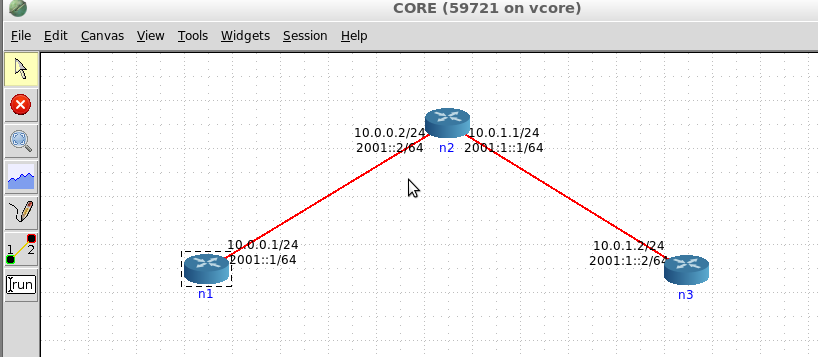 CORE (59721 on vcore)
File Edit Canvas View Tools Widgets Session Help
10.0.0.2/24 10.0.1.1/24
2001::2/64 n2 2001:1::1/64
1 2
10.0.0.1/24 10.0.1.2/24
2001::1/64 2001:1::2/64
run
n1 n3